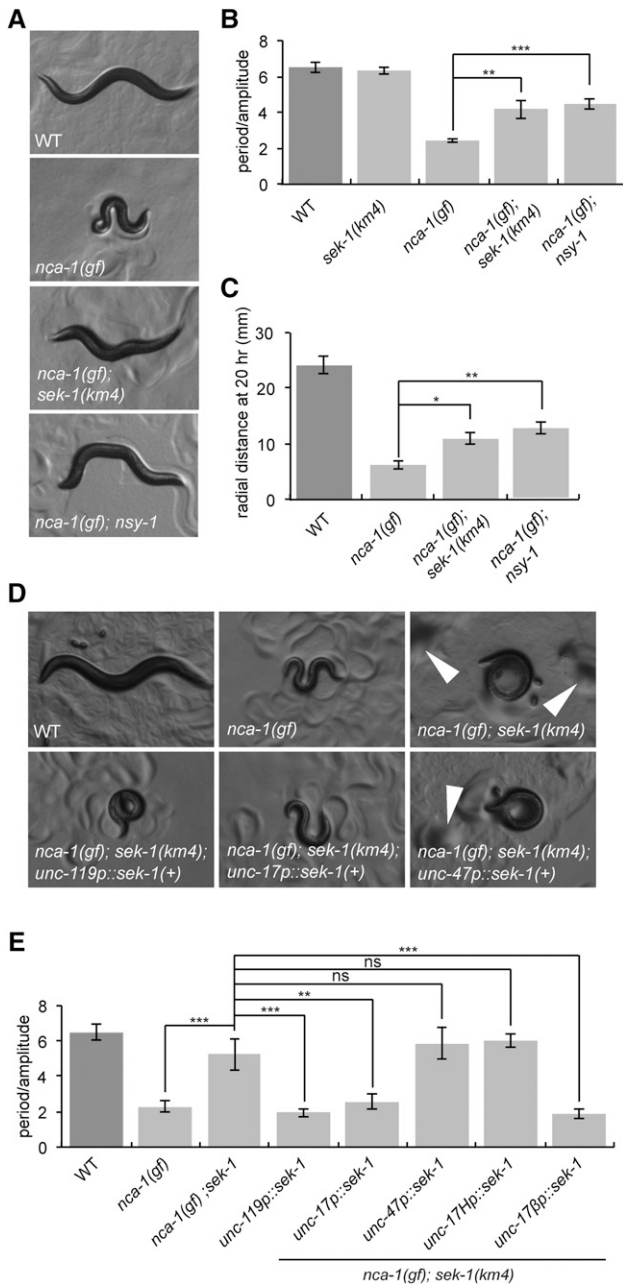 A
WT
nca-1(gf)
nca-1(gf);
sek-1(km4)
nca-1(gf); nsy-1
B
period/amplitude
8
6
4
2
0
***
**
WT
sek-1(km4)
nca-1(gf)
nca-1(gf);
sek-1(km4)
nca-1(gf);
nsy-1
C
radial distance at 20 hr (mm)
30
20
10
0
**
*
WT
nca-1(gf)
nca-1(gf);
sek-1(km4)
nca-1(gf);
nsy-1
D
WT
nca-1(gf)
nca-1(gf); sek-1(km4)
nca-1(gf); sek-1(km4);
unc-119p::sek-1(+)
nca-1(gf); sek-1(km4);
unc-17p::sek-1(+)
nca-1(gf); sek-1(km4);
unc-47p::sek-1(+)
E
period/amplitude
8
6
4
2
0
***
ns
ns
**
***
***
WT
nca-1(gf)
nca-1(gf) ;sek-1
unc-119p::sek-1
unc-17p::sek-1
unc-47p::sek-1
unc-17Hp::sek-1
unc-17βp::sek-1
nca-1(gf); sek-1(km4)